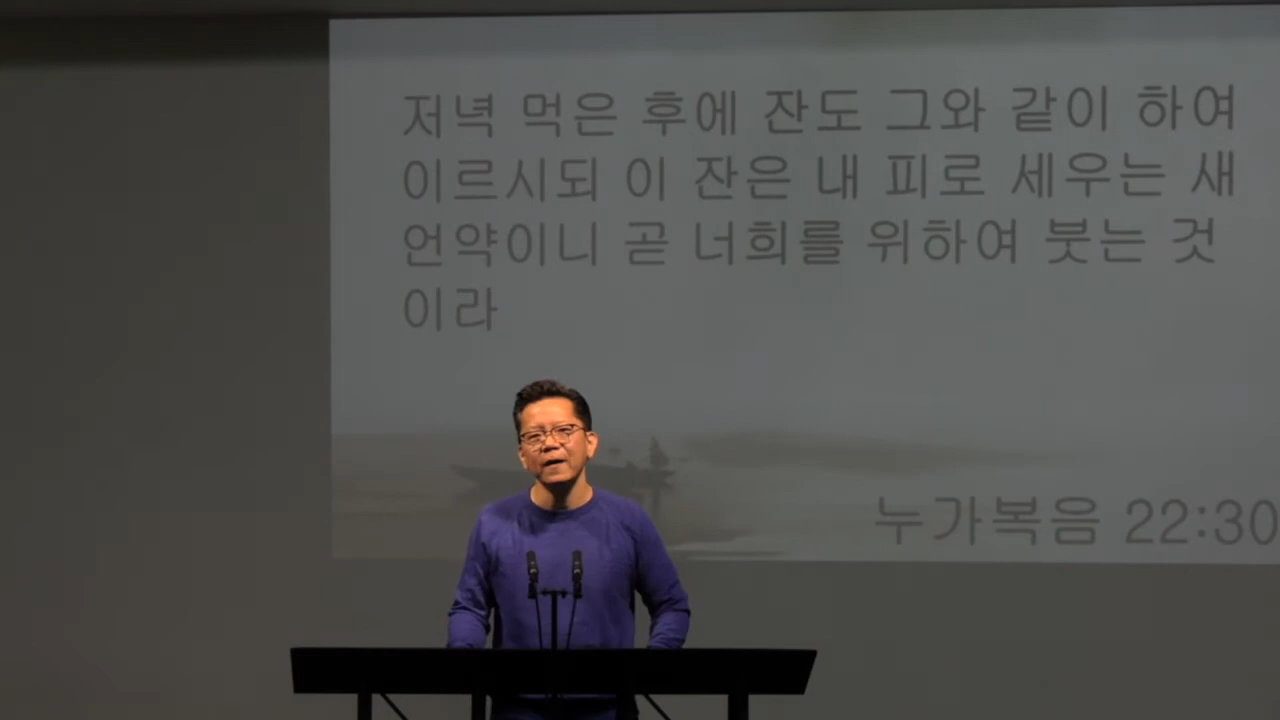 저녁 먹은 후에 잔도 그와 같이 하여
이르시되 이 잔은 내 피로 세우는 새
언약이니 곧 너희를 위하여 붓는 것
이라
누가복음 22:30